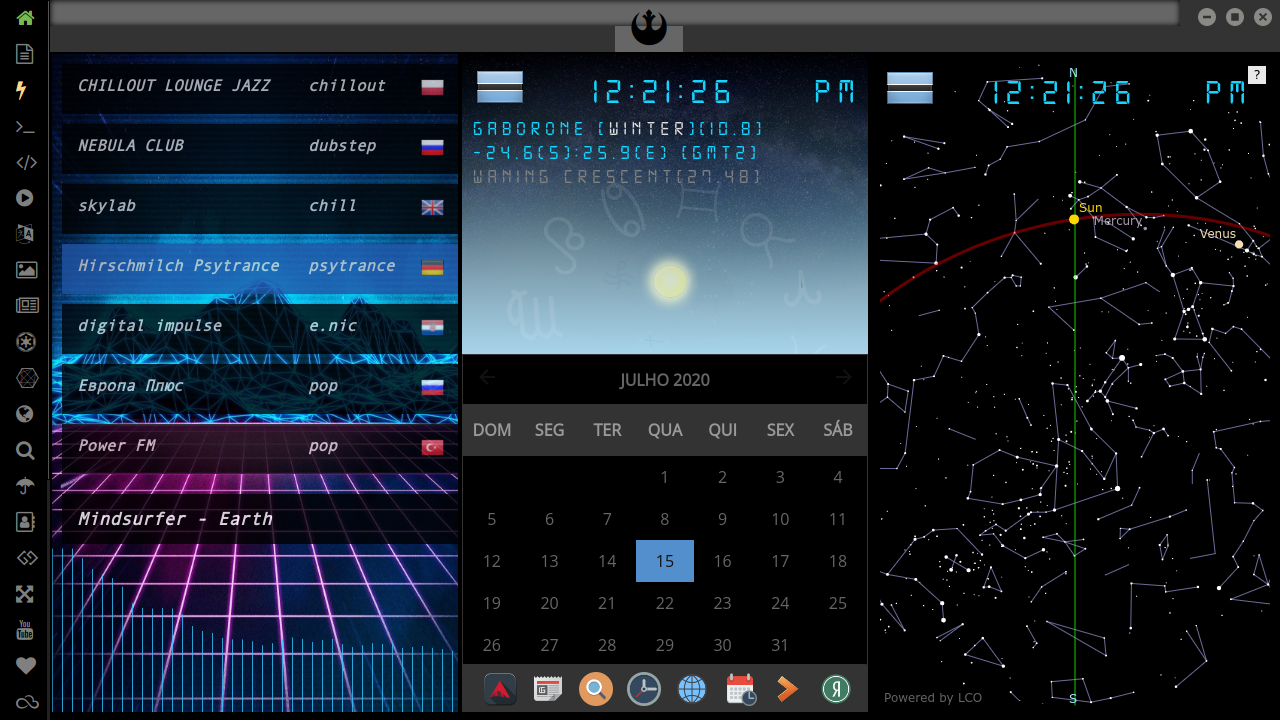 CHILLOUT LOUNGE JAZZ chillout
NEBULA CLUB dubstep
skylab chill
Hirschmilch Psytrance psytrance
digital impulse e.nic
Европа Плюс pop
Power FM pop
Mindsurfer - Earth
12:21:26 PM
GABORONE (WINTER)(10.8)
-24.6(S):25.9(E) (GMT2)
WANING CRESCENT(27.48)
JULHO 2020
DOM SEG TER QUA QUI SEX SÁB
1 2 3 4
5 6 7 8 9 10 11
12 13 14 15 16 17 18
19 20 21 22 23 24 25
26 27 28 29 30 31
N
?
12:21:26 PM
Sun
Mercury
Venus
Powered by LCO
S
You
Tube